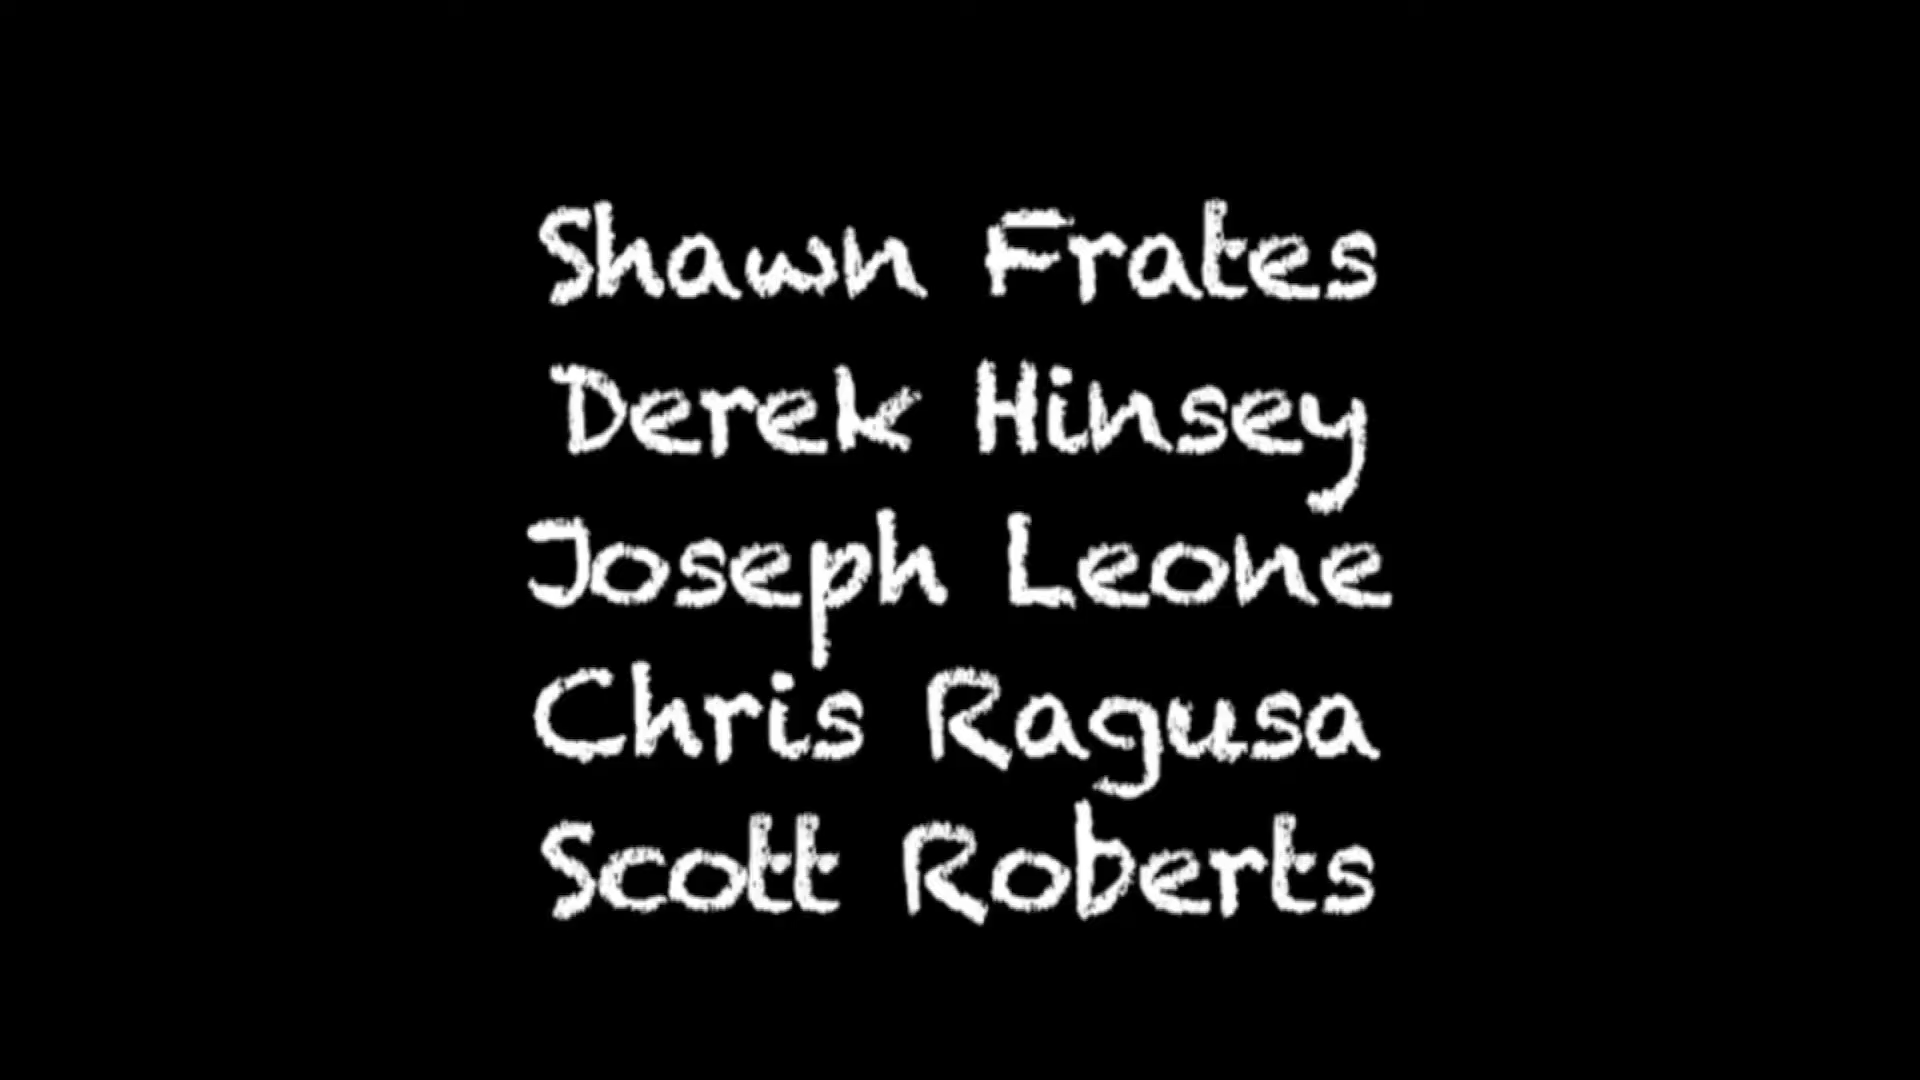 Shawn Frates
Derek Hinsey
Joseph Leone
Chris Ragusa
Scott Roberts